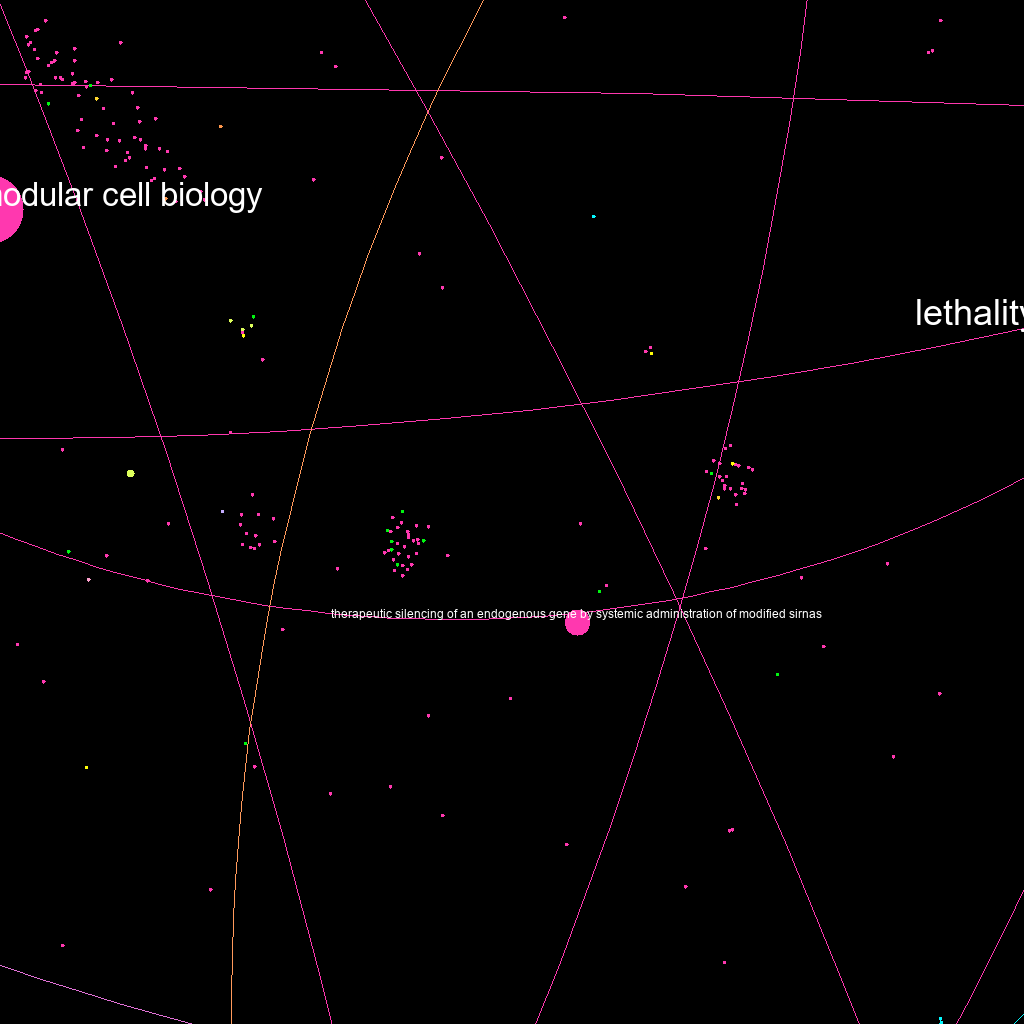 odular cell biology
lethality
therapeutic silencing of an endogenous gene by systemic administration of modified sirnas